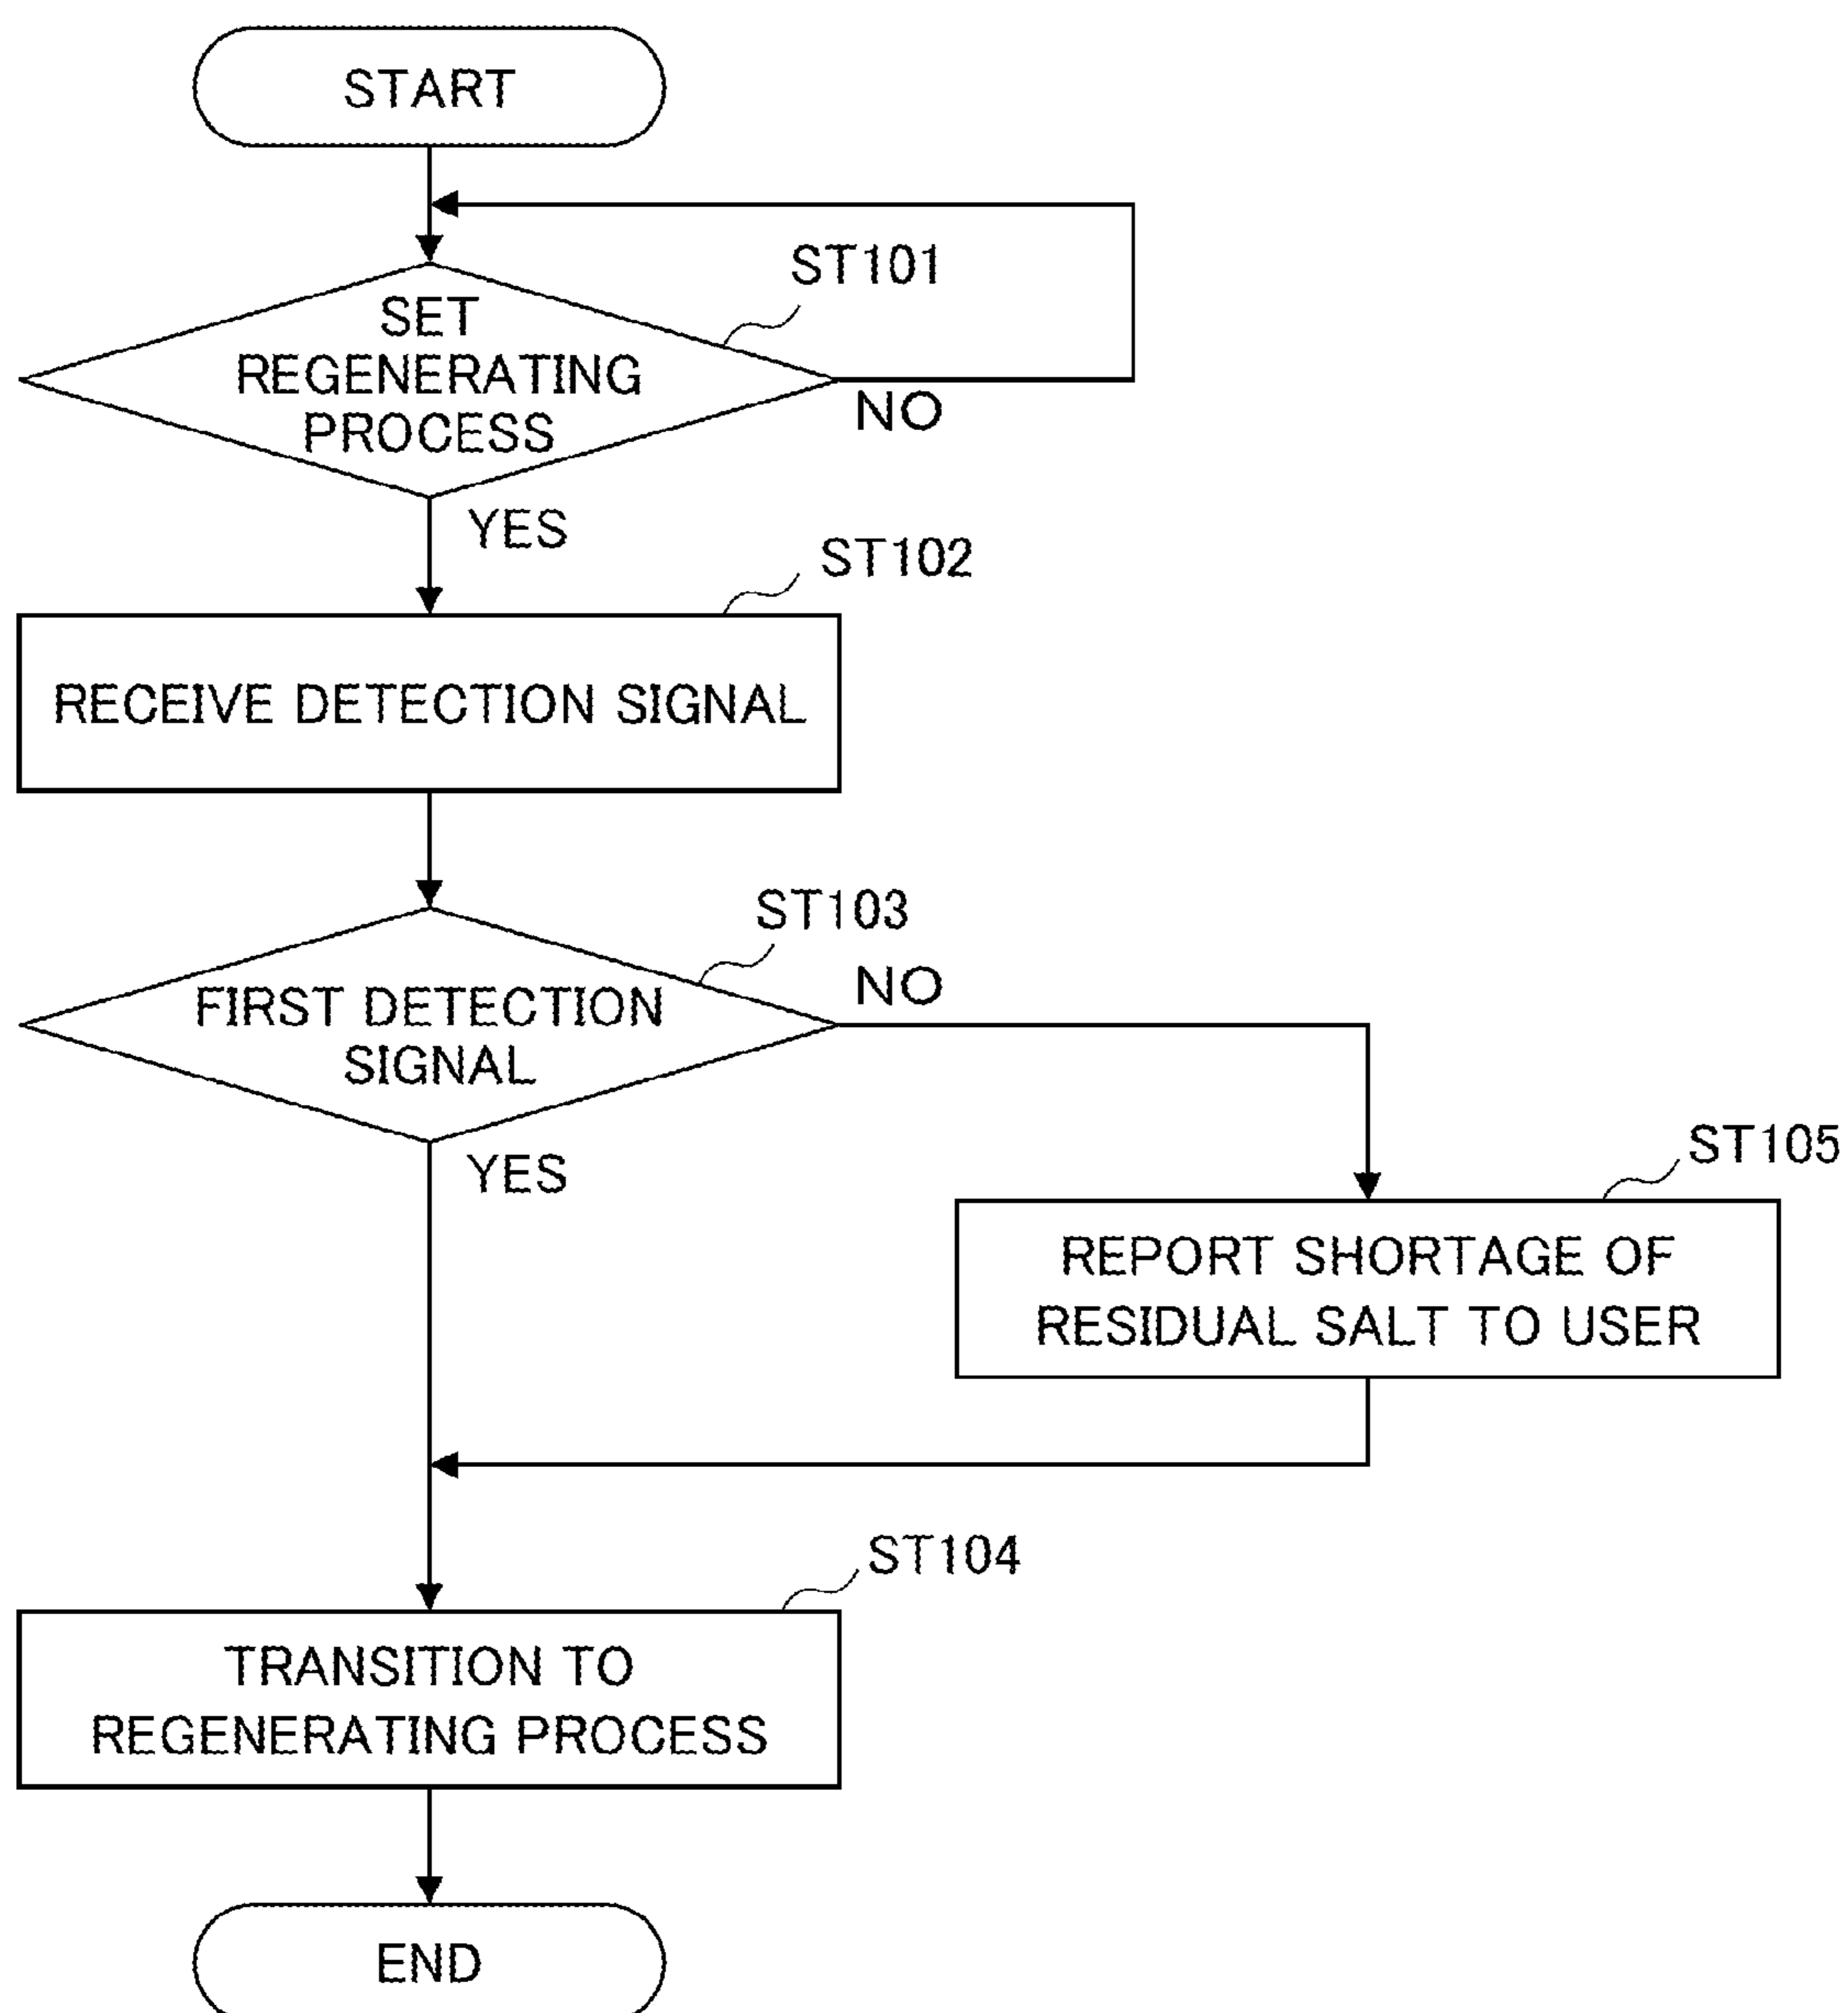 START
ST101
SET
REGENERATING
PROCESS
NO
YES
ST102
RECEIVE DETECTION SIGNAL
ST103
NO
FIRST DETECTION
SIGNAL
YES
ST105
REPORT SHORTAGE OF
RESIDUAL SALT TO USER
ST104
TRANSITION TO
REGENERATING PROCESS
END